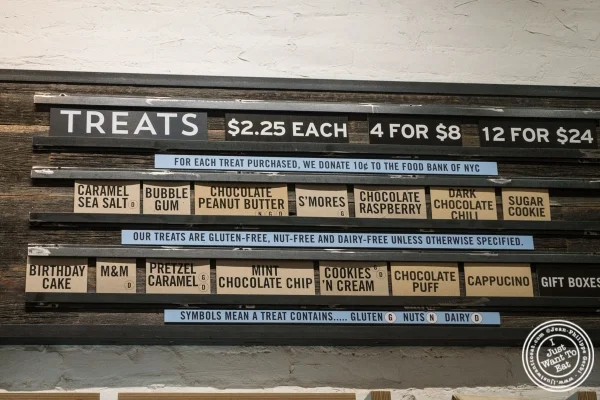 TREATS $2.25 EACH 4 FOR $8 12 FOR $24
FOR EACH TREAT PURCHASED, WE DONATE 10¢ TO THE FOOD BANK OF NYC
CARAMEL
SEA SALT D
BUBBLE
GUM
CHOCOLATE
PEANUT BUTTER
N G D
S'MORES
G
CHOCOLATE
RASPBERRY
DARK
CHOCOLATE
CHILI
SUGAR
COOKIE
OUR TREATS ARE GLUTEN-FREE, NUT-FREE AND DAIRY-FREE UNLESS OTHERWISE SPECIFIED.
BIRTHDAY
CAKE
M&M
D
PRETZEL G
CARAMEL D
MINT
CHOCOLATE CHIP
COOKIES G D
'N CREAM
CHOCOLATE
PUFF
CAPPUCINO
GIFT BOXES
SYMBOLS MEAN A TREAT CONTAINS..... GLUTEN G NUTS N DAIRY D
I
Just
Want To
Eat